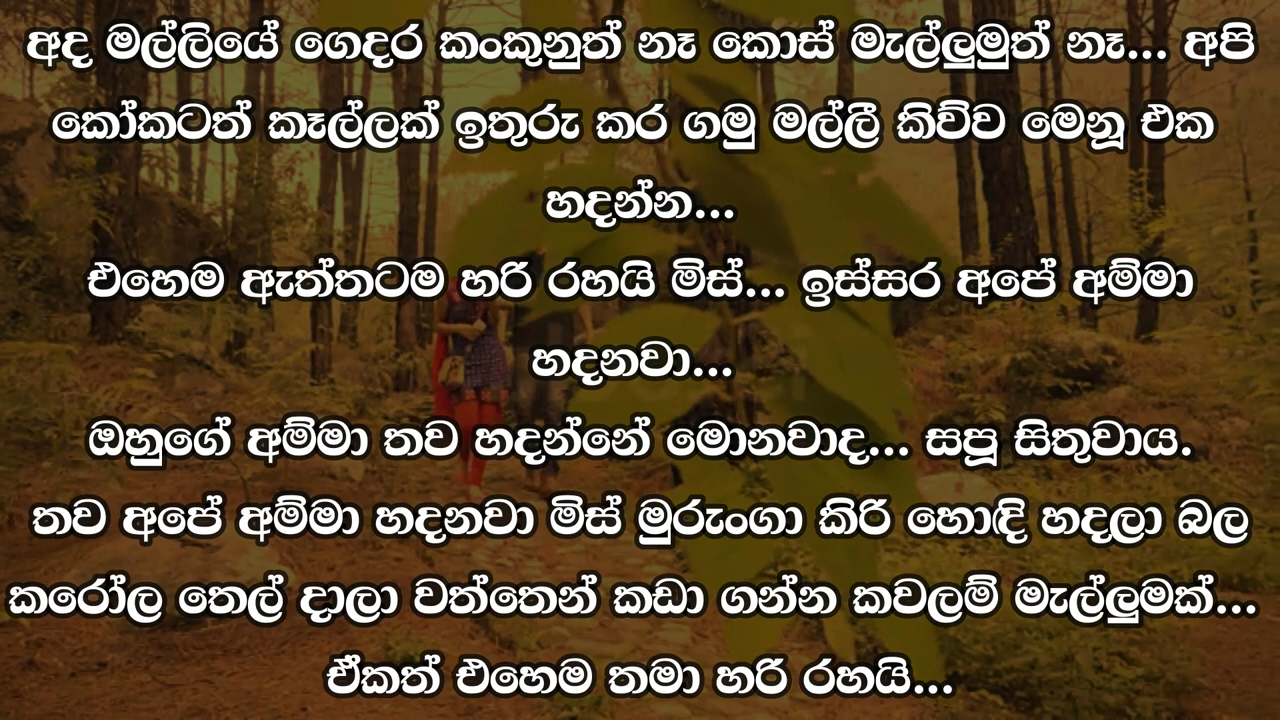 අද මල්ලියේ ගෙදර කංකුනුත් නෑ කොස් මැල්ලුමුත් නෑ... අපි
කෝකටත් කෑල්ලක් ඉතුරු කර ගමු මල්ලී කිව්ව මෙනූ එක
හදන්න...
එහෙම ඇත්තටම හරි රහයි මිස්... ඉස්සර අපේ අම්මා
හදනවා...
ඔහුගේ අම්මා තව හදන්නේ මොනවාද... සපූ සිතුවාය.
තව අපේ අම්මා හදනවා මිස් මුරුංගා කිරි හොඳි හදලා බල
කරෝල තෙල් දාලා වත්තෙන් කඩා ගන්න කවලම් මැල්ලුමක්...
ඒකත් එහෙම තමා හරි රහයි...